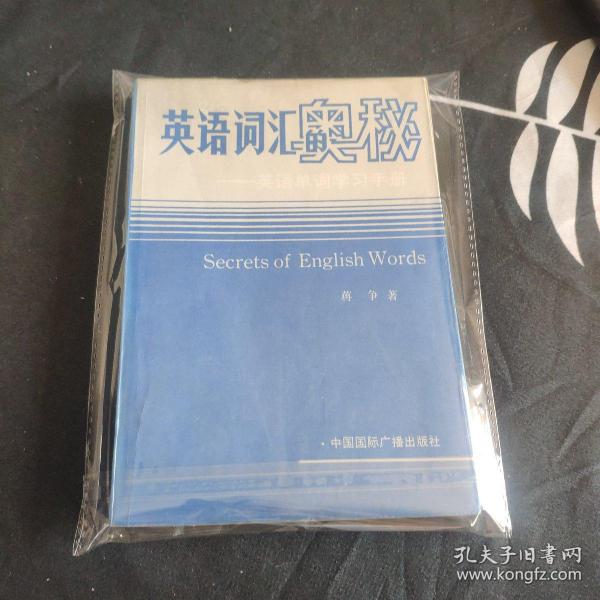 英语词汇的奥秘
——英语单词学习手册
Secrets of English Words
蒋 争 著
·中国国际广播出版社
孔夫子旧书网
www.kongfz.com